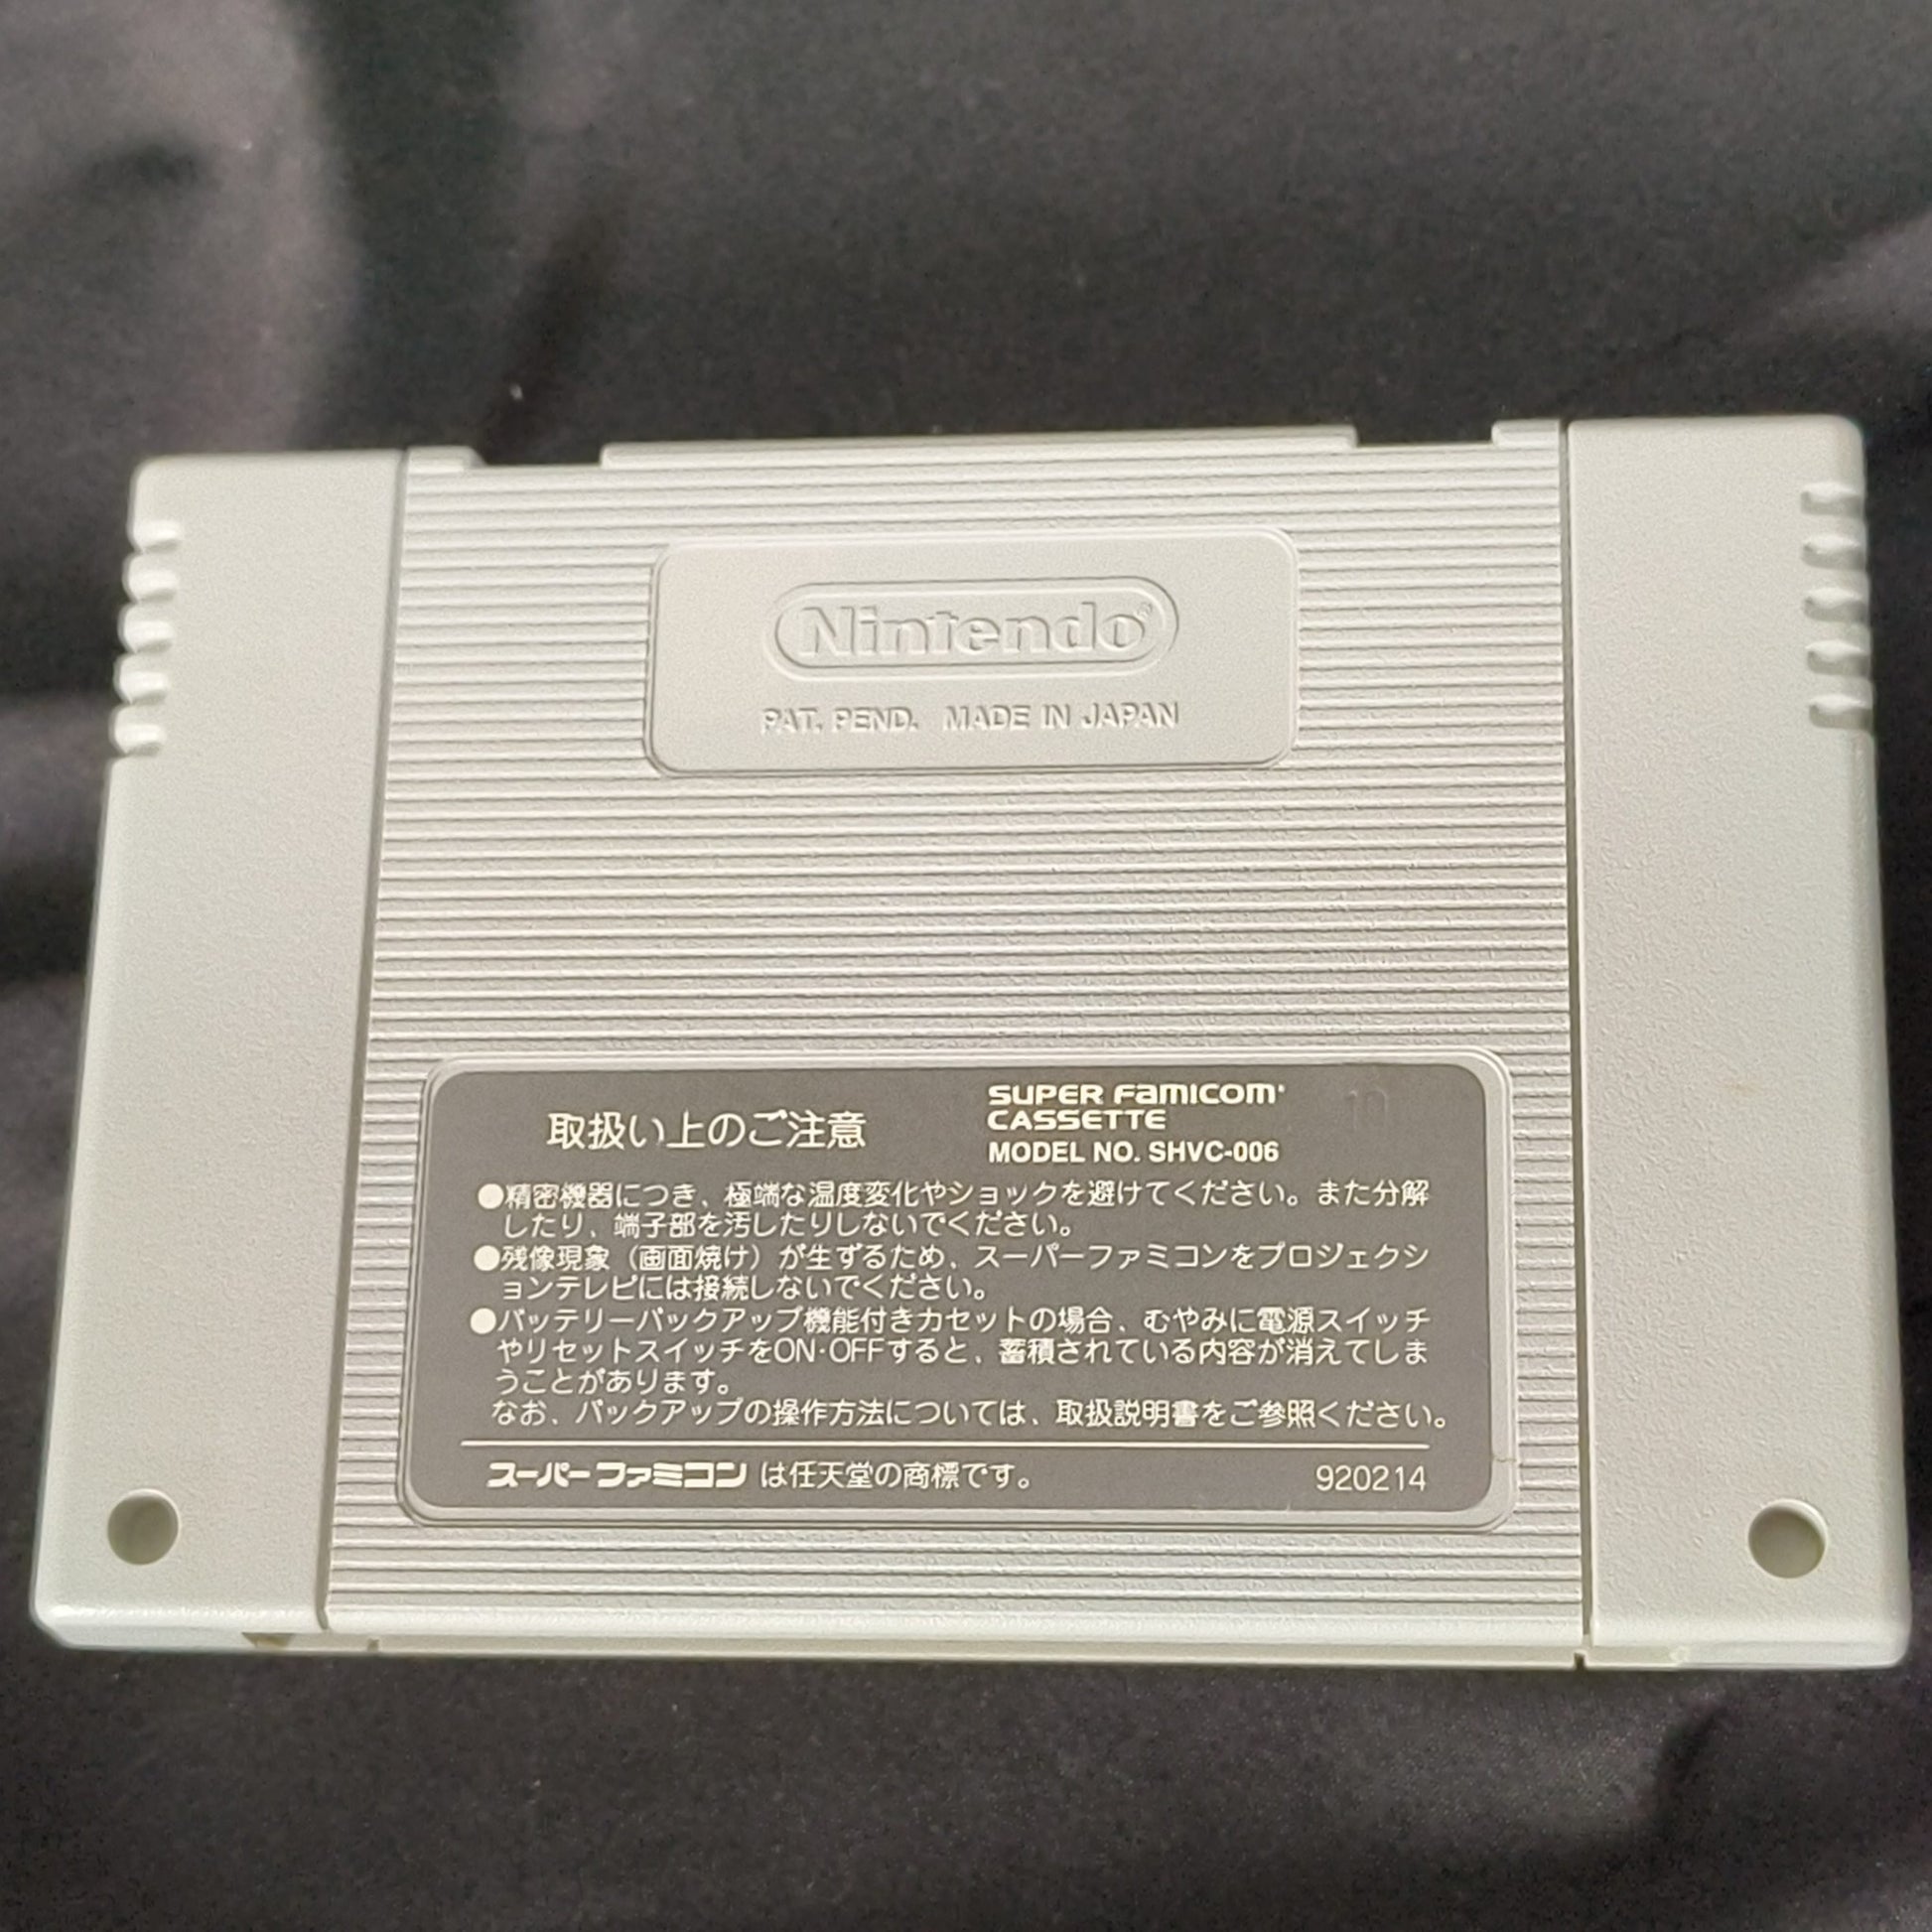 Nintendo®
PAT. PEND. MADE IN JAPAN
取扱い上のご注意
SUPER FAMICOM
CASSETTE
MODEL NO. SHVC-006
10
●精密機器につき、極端な温度変化やショックを避けてください。また分解
したり、端子部を汚したりしないでください。
●残像現象（画面焼け）が生ずるため、スーパーファミコンをプロジェクシ
ョンテレビには接続しないでください。
●バッテリーバックアップ機能付きカセットの場合、むやみに電源スイッチ
やリセットスイッチをON·OFFすると、蓄積されている内容が消えてしま
うことがあります。
なお、バックアップの操作方法については、取扱説明書をご参照ください。
スーパーファミコン は任天堂の商標です。
920214